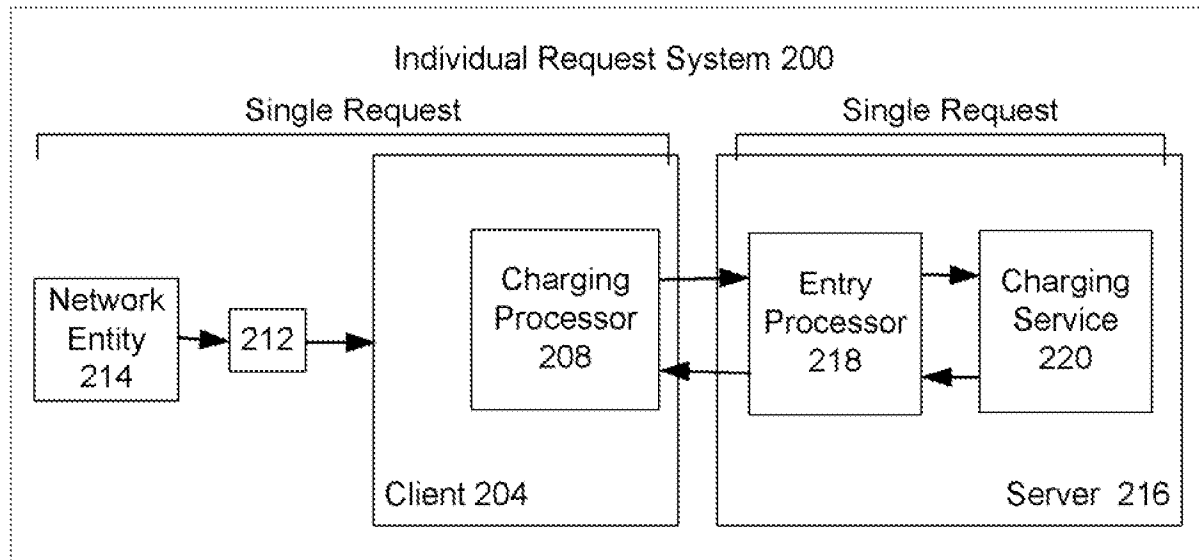 Individual Request System 200
Single Request
Single Request
Network
Entity
214
212
Charging
Processor
208
Entry
Processor
218
Charging
Service
220
Client 204
Server 216